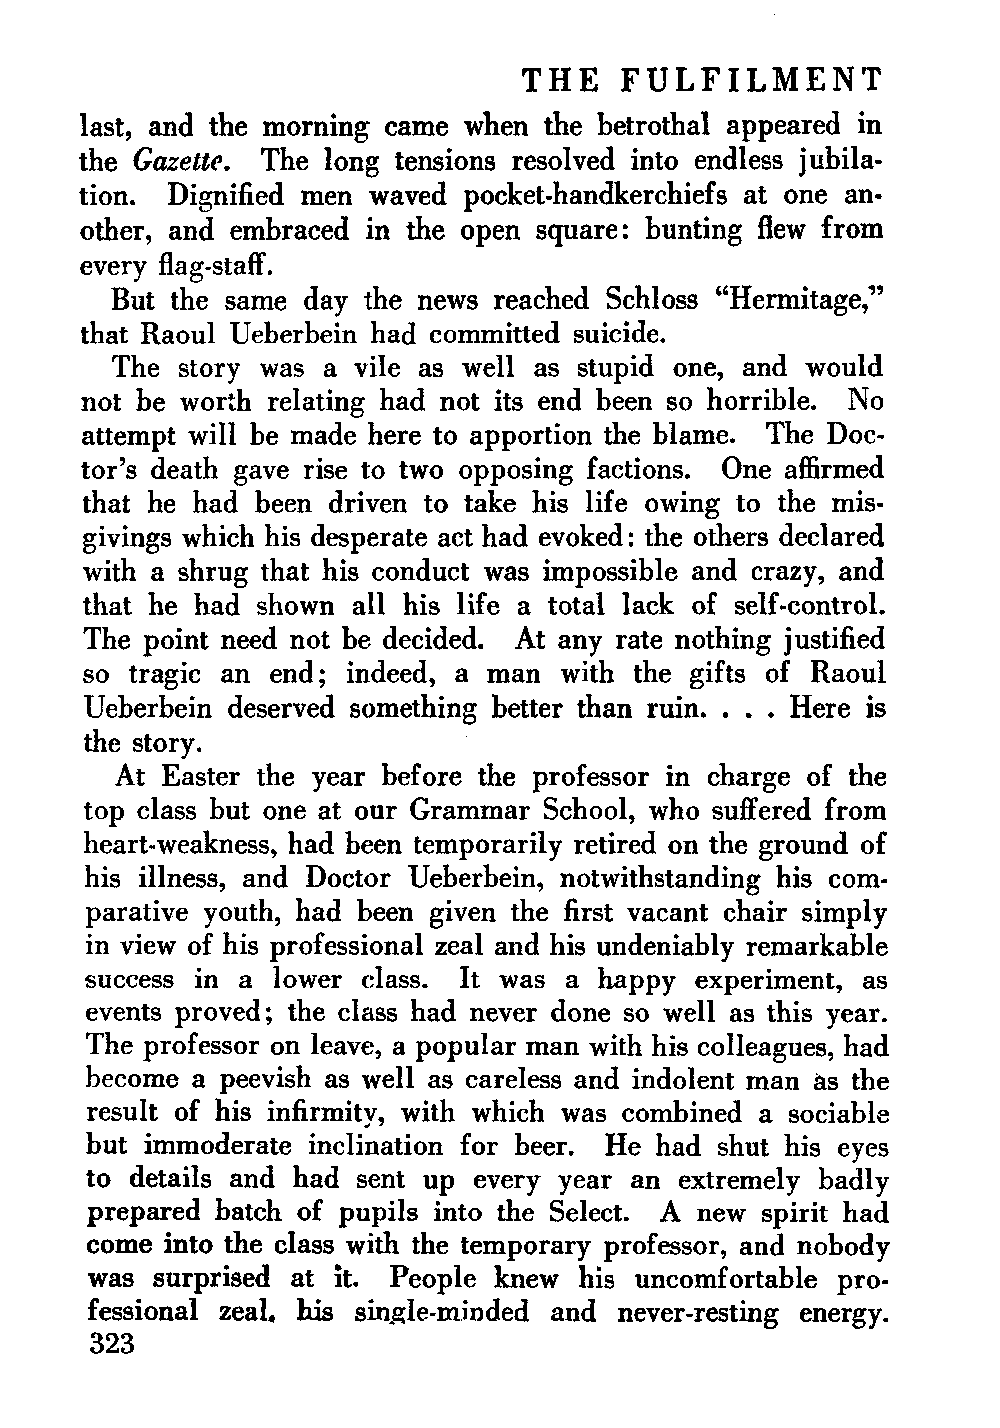 THE FULFILMENT
last, and the morning came when the betrothal appeared in
the Gazette. The long tensions resolved into endless jubila-
tion. Dignified men waved pocket-handkerchiefs at one an-
other, and embraced in the open square: bunting flew from
every flag-staff.
But the same day the news reached Schloss “Hermitage,”
that Raoul Ueberbein had committed suicide.
The story was a vile as well as stupid one, and would
not be worth relating had not its end been so horrible. No
attempt will be made here to apportion the blame. The Doc-
tor’s death gave rise to two opposing factions. One affirmed
that he had been driven to take his life owing to the mis-
givings which his desperate act had evoked: the others declared
with a shrug that his conduct was impossible and crazy, and
that he had shown all his life a total lack of self-control.
The point need not be decided. At any rate nothing justified
so tragic an end; indeed, a man with the gifts of Raoul
Ueberbein deserved something better than ruin. . . . Here is
the story.
At Easter the year before the professor in charge of the
top class but one at our Grammar School, who suffered from
heart-weakness, had been temporarily retired on the ground of
his illness, and Doctor Ueberbein, notwithstanding his com-
parative youth, had been given the first vacant chair simply
in view of his professional zeal and his undeniably remarkable
success in a lower class. It was a happy experiment, as
events proved; the class had never done so well as this year.
The professor on leave, a popular man with his colleagues, had
become a peevish as well as careless and indolent man as the
result of his infirmity, with which was combined a sociable
but immoderate inclination for beer. He had shut his eyes
to details and had sent up every year an extremely badly
prepared batch of pupils into the Select. A new spirit had
come into the class with the temporary professor, and nobody
was surprised at it. People knew his uncomfortable pro-
fessional zeal, his single-minded and never-resting energy.
323